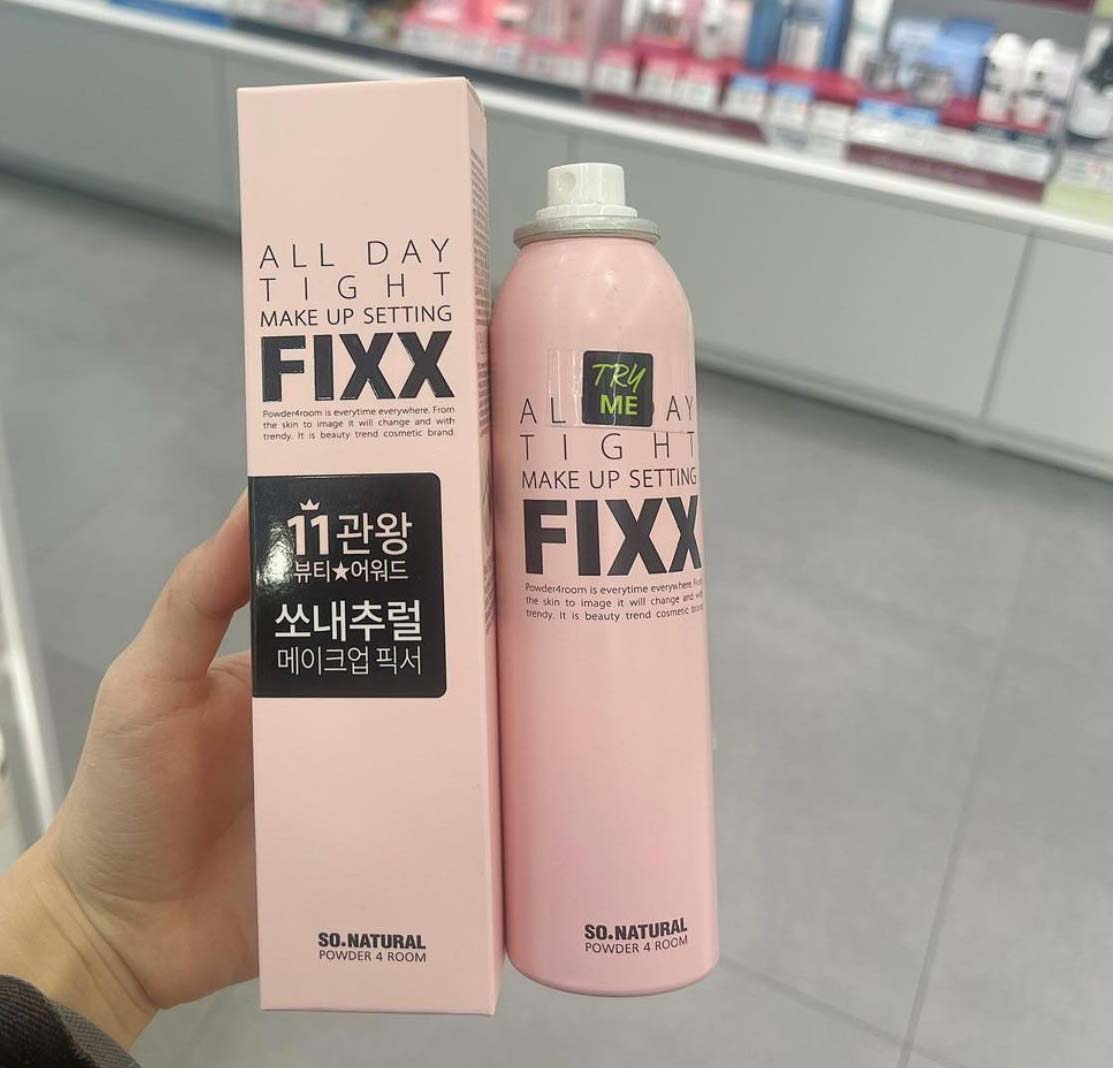 ALL DAY
TIGHT
MAKE UP SETTING
FIXX
Powder4room is everytime everywhere. From
the skin to image it will change and with
trendy. It is beauty trend cosmetic brand.
11관왕
뷰티★어워드
쏘내추럴
메이크업 픽서
SO.NATURAL
POWDER 4 ROOM
TRY
ME
AL AY
TIGHT
MAKE UP SETTING
FIXX
Powder4room is everytime everywhere. From
the skin to image it will change and with
trendy. It is beauty trend cosmetic brand.
SO.NATURAL
POWDER 4 ROOM